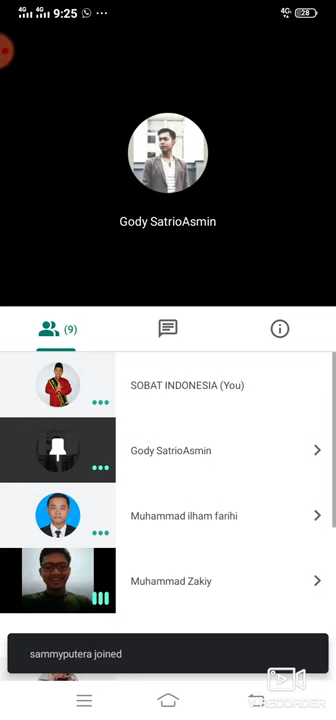 4G 4G 9:25 4G 28
Gody SatrioAsmin
(9)
SOBAT INDONESIA (You)
Gody SatrioAsmin
Muhammad ilham farihi
Muhammad Zakiy
sammyputera joined
VIRECORDER